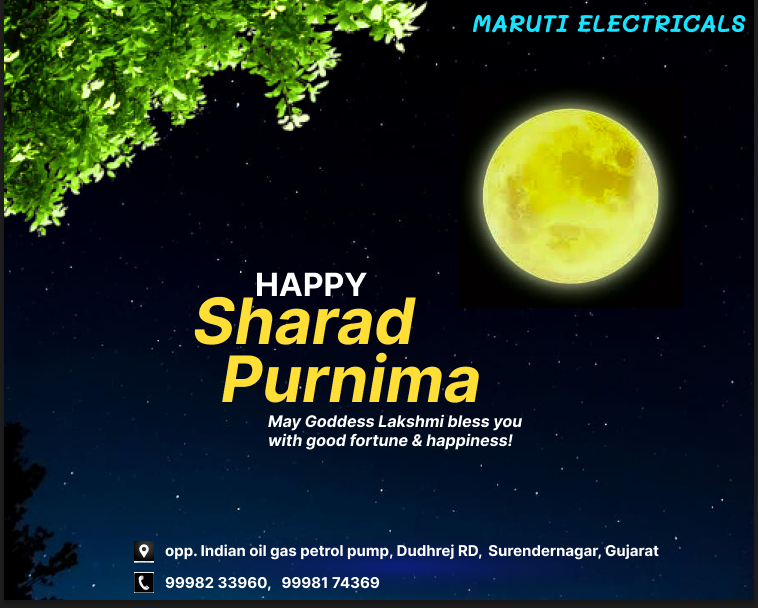 MARUTI ELECTRICALS
HAPPY
Sharad
Purnima
May Goddess Lakshmi bless you
with good fortune & happiness!
opp. Indian oil gas petrol pump, Dudhrej RD, Surendernagar, Gujarat
99982 33960, 99981 74369